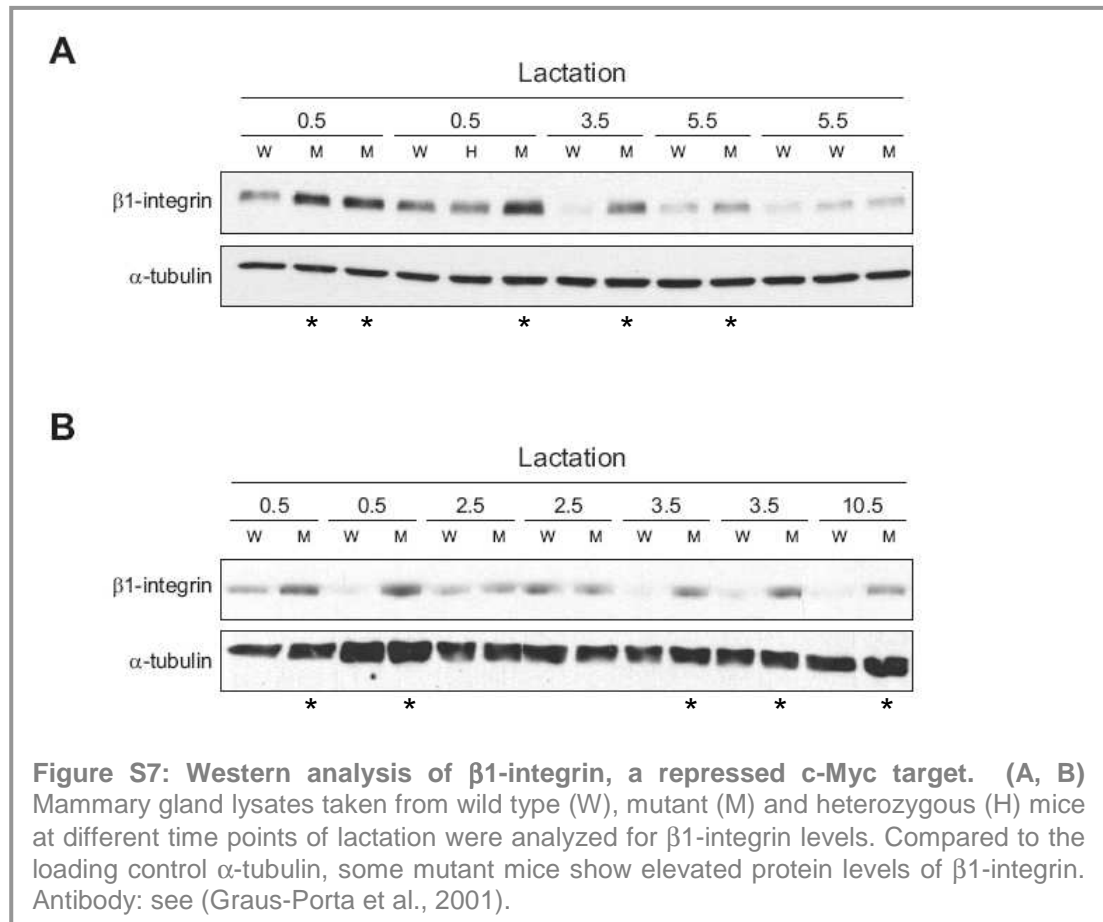 A
Lactation
0.5 0.5 3.5 5.5 5.5
W M M W H M W M W M W W M
β1-integrin
α-tubulin
* * * * *
B
Lactation
0.5 0.5 2.5 2.5 3.5 3.5 10.5
W M W M W M W M W M W M W M
β1-integrin
α-tubulin
* * * * *
Figure S7: Western analysis of β1-integrin, a repressed c-Myc target. (A, B)
Mammary gland lysates taken from wild type (W), mutant (M) and heterozygous (H) mice
at different time points of lactation were analyzed for β1-integrin levels. Compared to the
loading control α-tubulin, some mutant mice show elevated protein levels of β1-integrin.
Antibody: see (Graus-Porta et al., 2001).